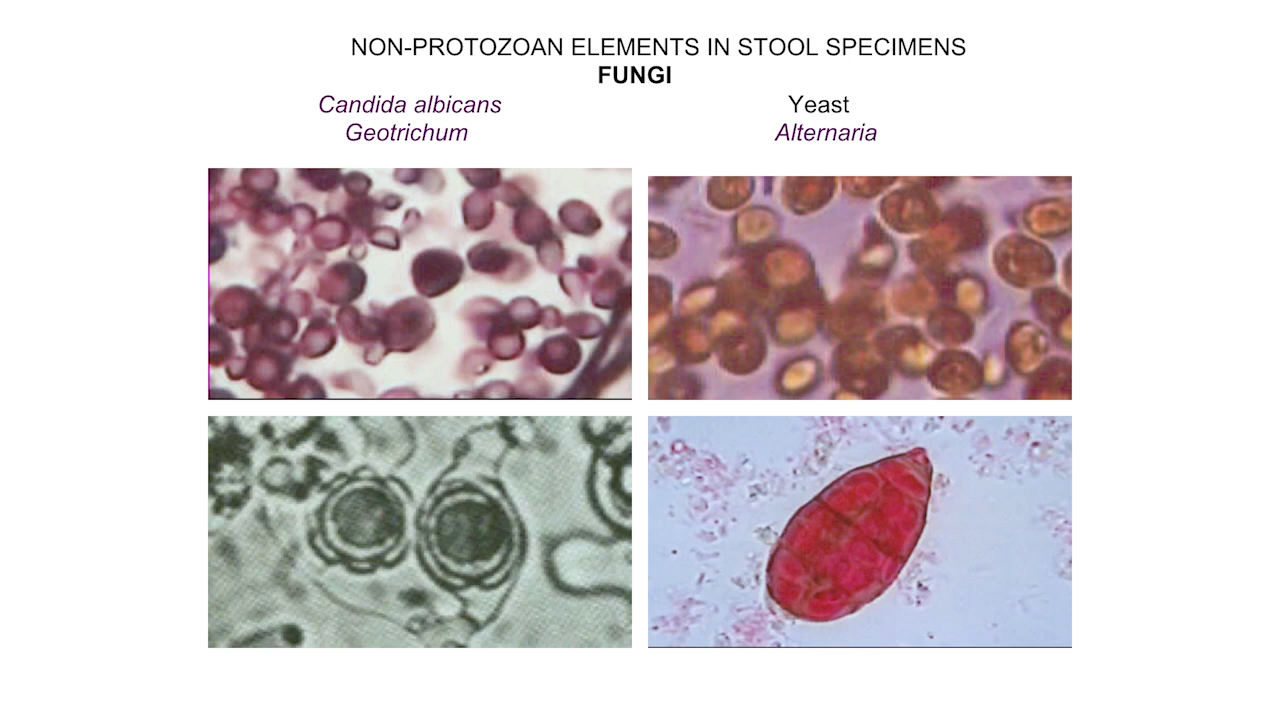 NON-PROTOZOAN ELEMENTS IN STOOL SPECIMENS
FUNGI
Candida albicans
Geotrichum
Yeast
Alternaria